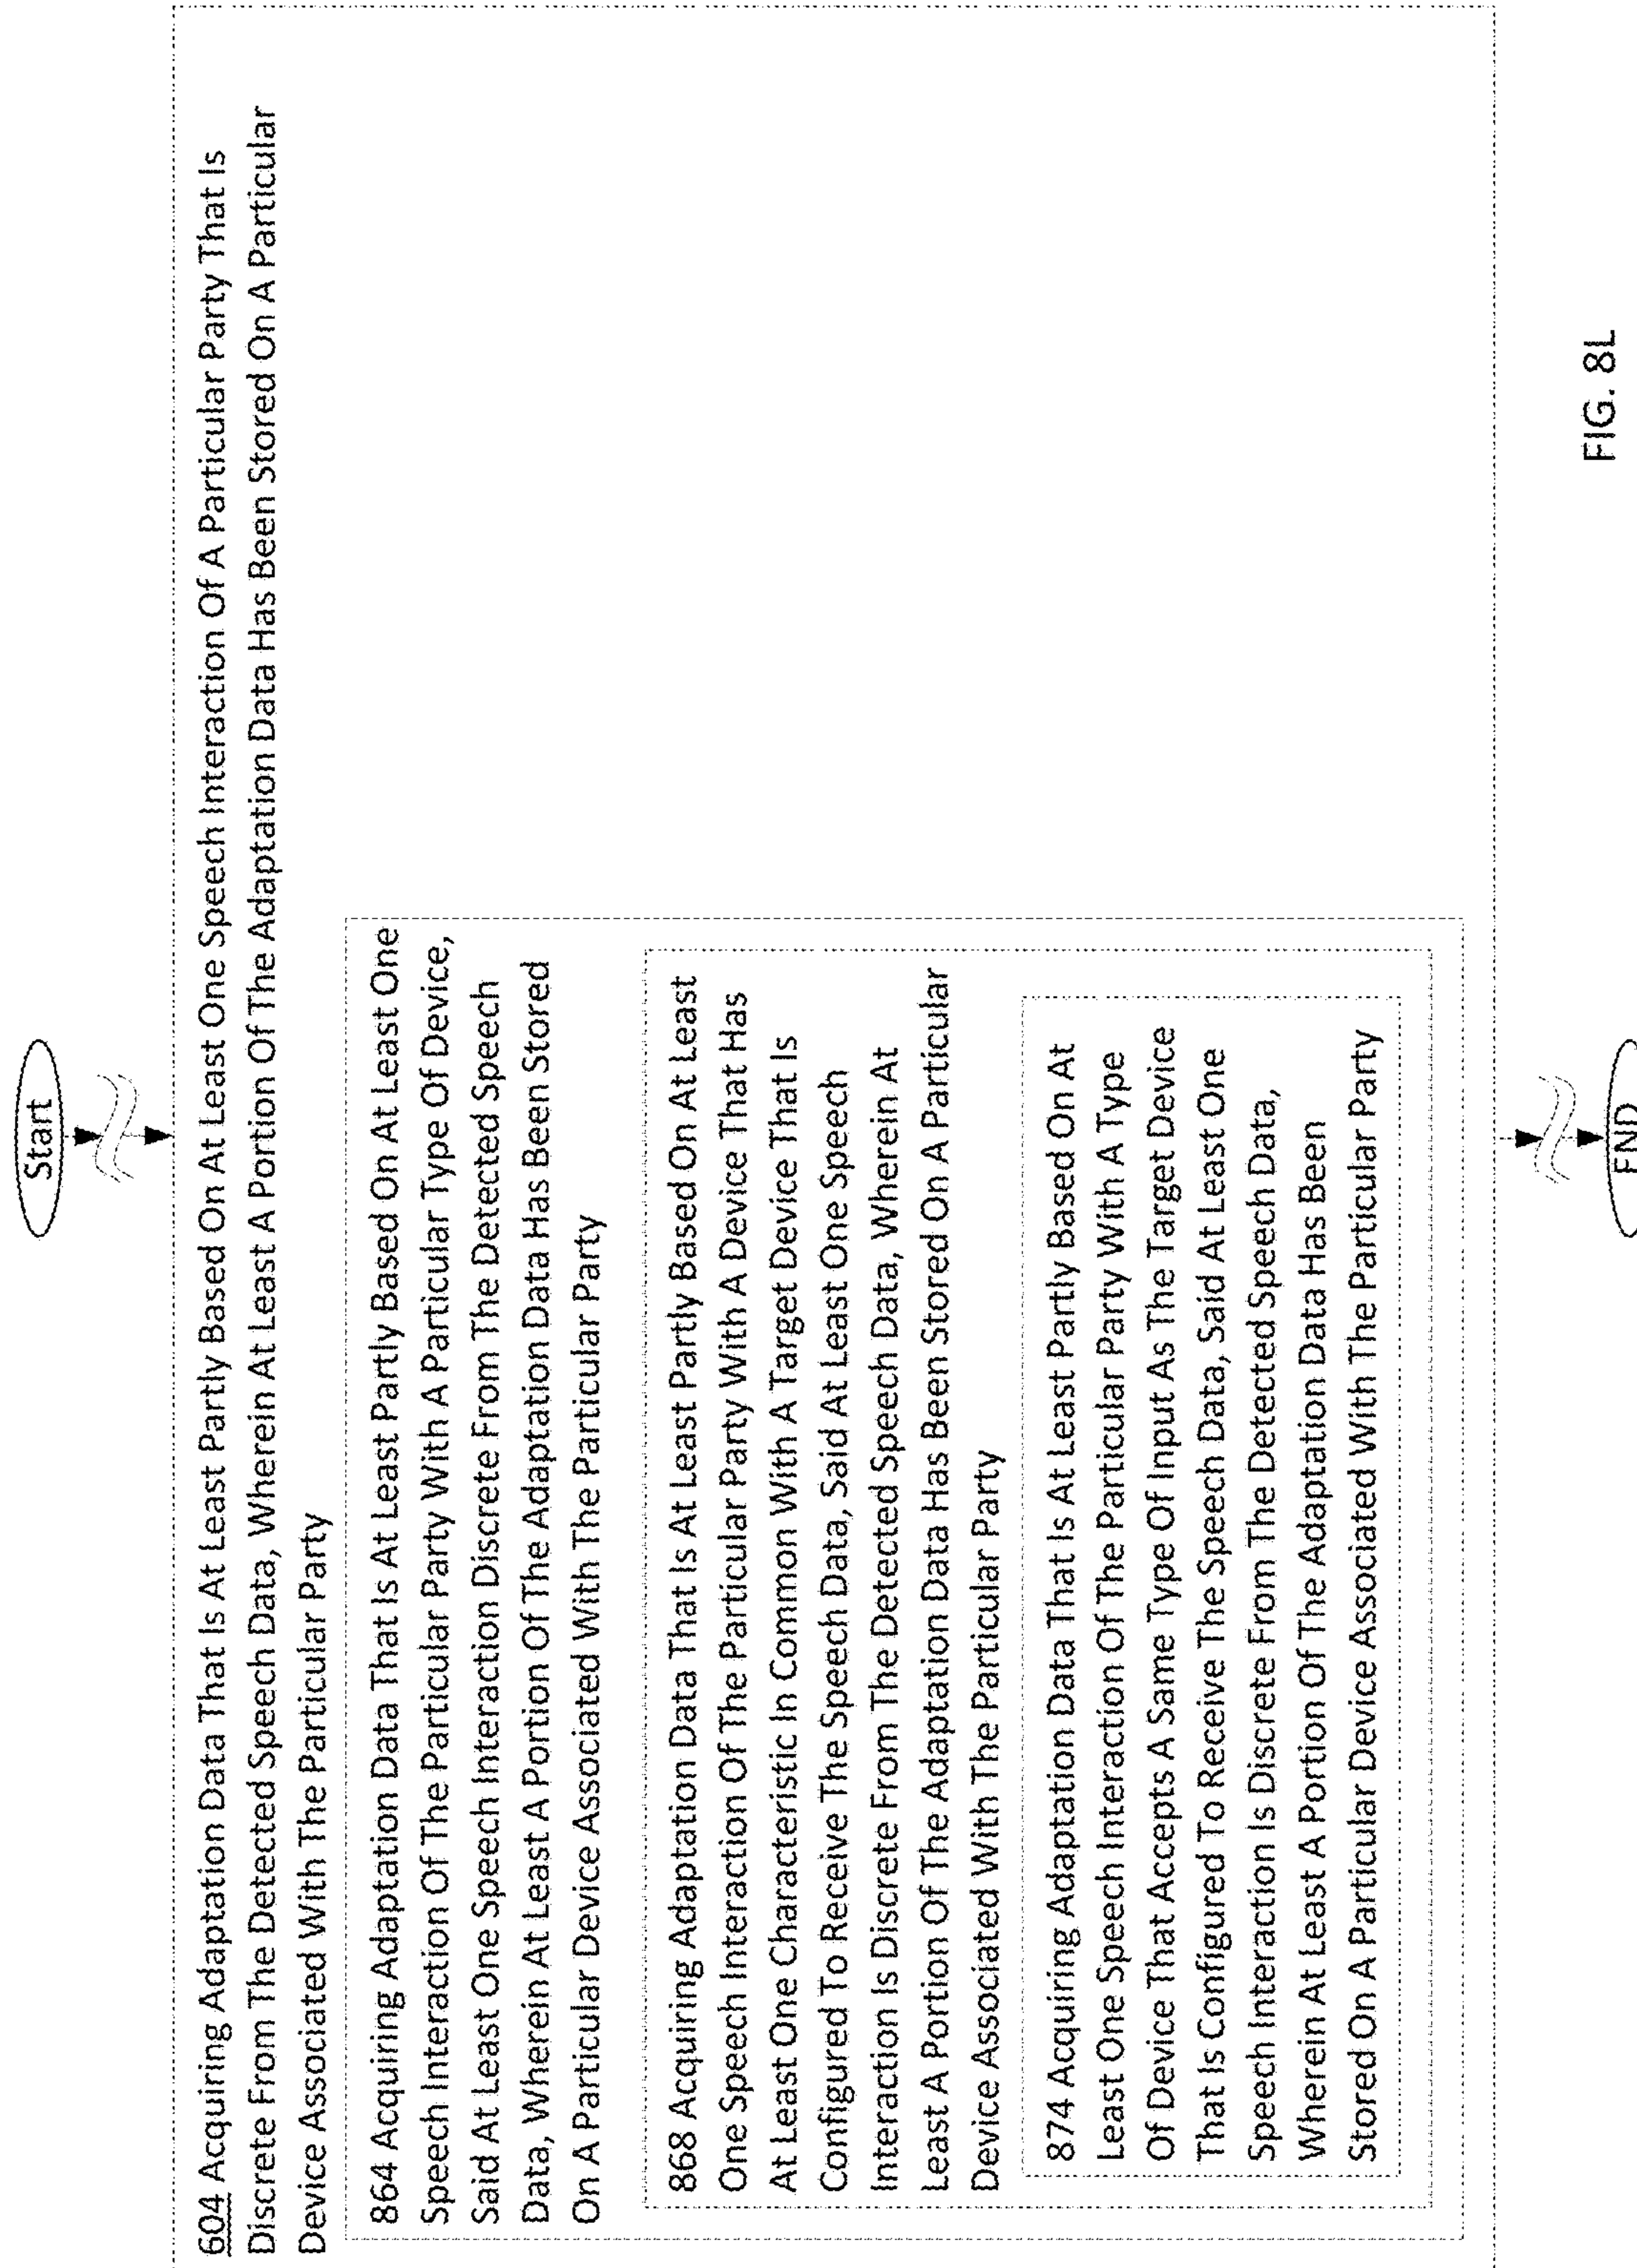 Start
604 Acquiring Adaptation Data That Is At Least Partly Based On At Least One Speech Interaction Of A Particular Party That Is
Discrete From The Detected Speech Data, Wherein At Least A Portion Of The Adaptation Data Has Been Stored On A Particular
Device Associated With The Particular Party
864 Acquiring Adaptation Data That Is At Least Partly Based On At Least One
Speech Interaction Of The Particular Party With A Particular Type Of Device,
Said At Least One Speech Interaction Discrete From The Detected Speech
Data, Wherein At Least A Portion Of The Adaptation Data Has Been Stored
On A Particular Device Associated With The Particular Party
868 Acquiring Adaptation Data That Is At Least Partly Based On At Least
One Speech Interaction Of The Particular Party With A Device That Has
At Least One Characteristic In Common With A Target Device That Is
Configured To Receive The Speech Data, Said At Least One Speech
Interaction Is Discrete From The Detected Speech Data, Wherein At
Least A Portion Of The Adaptation Data Has Been Stored On A Particular
Device Associated With The Particular Party
874 Acquiring Adaptation Data That Is At Least Partly Based On At
Least One Speech Interaction Of The Particular Party With A Type
Of Device That Accepts A Same Type Of Input As The Target Device
That Is Configured To Receive The Speech Data, Said At Least One
Speech Interaction Is Discrete From The Detected Speech Data,
Wherein At Least A Portion Of The Adaptation Data Has Been
Stored On A Particular Device Associated With The Particular Party
END
FIG. 8L